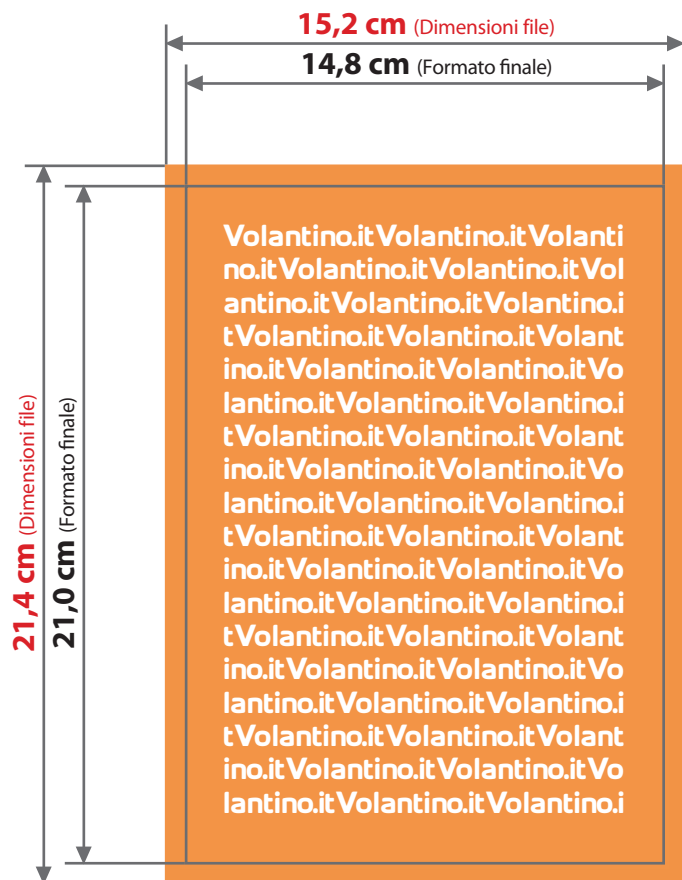 15,2 cm (Dimensioni file)
14,8 cm (Formato finale)
21,4 cm (Dimensioni file)
21,0 cm (Formato finale)
Volantino.itVolantino.itVolanti
no.itVolantino.itVolantino.itVol
antino.itVolantino.itVolantino.i
tVolantino.itVolantino.itVolant
ino.itVolantino.itVolantino.itVo
lantino.itVolantino.itVolantino.i
tVolantino.itVolantino.itVolant
ino.itVolantino.itVolantino.itVo
lantino.itVolantino.itVolantino.i
tVolantino.itVolantino.itVolant
ino.itVolantino.itVolantino.itVo
lantino.itVolantino.itVolantino.i
tVolantino.itVolantino.itVolant
ino.itVolantino.itVolantino.itVo
lantino.itVolantino.itVolantino.i
tVolantino.itVolantino.itVolant
ino.itVolantino.itVolantino.itVo
lantino.itVolantino.itVolantino.i